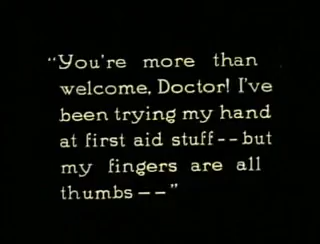 "You're more than
welcome, Doctor! I've
been trying my hand
at first aid stuff -- but
my fingers are all
thumbs -- "